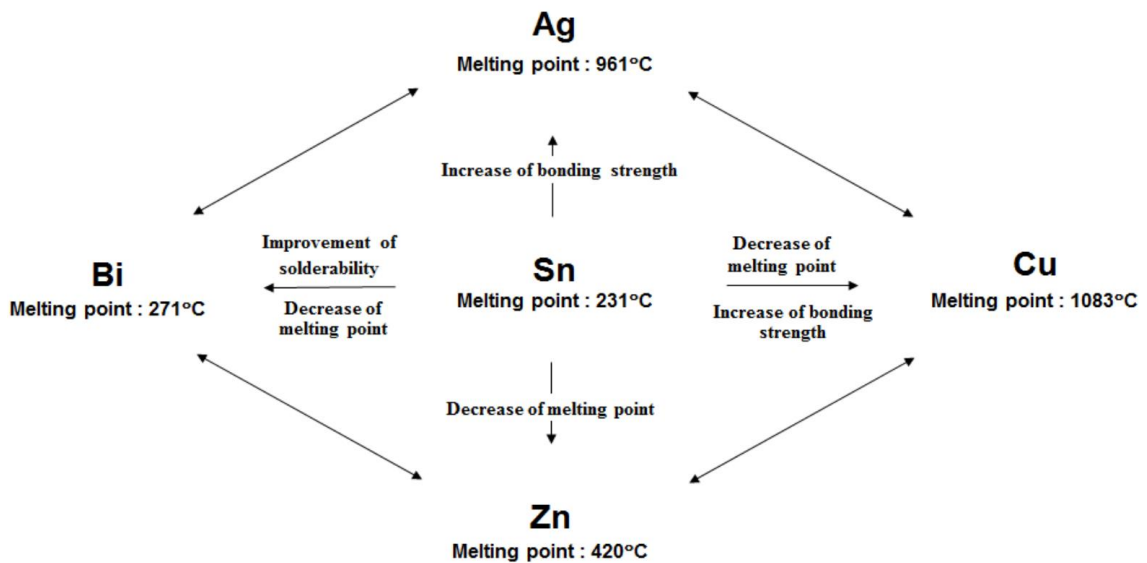 Ag
Melting point : 961°C
Increase of bonding strength
Improvement of
solderability
Decrease of
melting point
Bi
Melting point : 271°C
Sn
Melting point : 231°C
Decrease of
melting point
Increase of bonding
strength
Cu
Melting point : 1083°C
Decrease of melting point
Zn
Melting point : 420°C